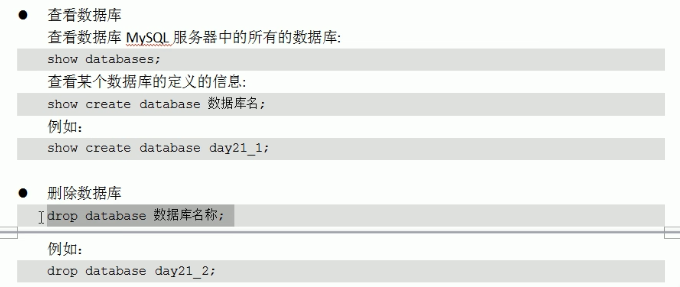 ● 查看数据库
查看数据库 MySQL 服务器中的所有的数据库:
show databases;
查看某个数据库的定义的信息:
show create database 数据库名;
例如：
show create database day21_1;
● 删除数据库
drop database 数据库名称;
例如：
drop database day21_2;